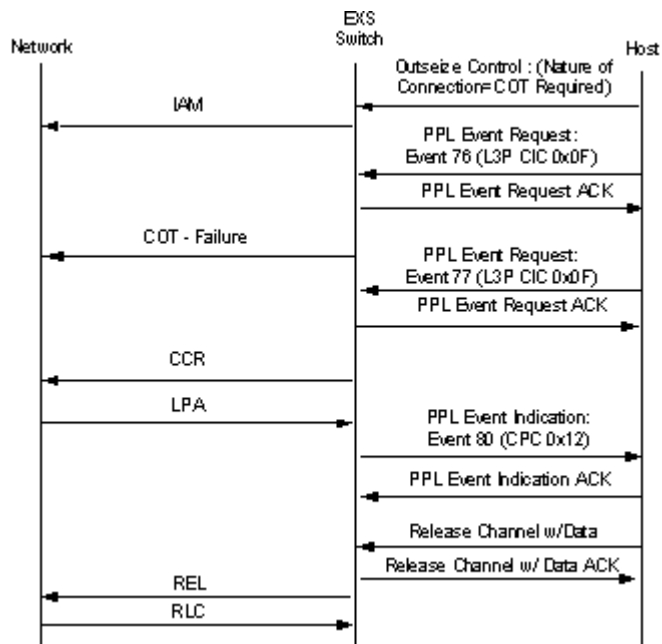 EXS
Switch
Network
Host
Outseize Control : (Nature of
Connection=COT Required)
IAM
PPL Event Request:
Event 76 (L3P CIC 0x0F)
PPL Event Request ACK
COT - Failure
PPL Event Request:
Event 77 (L3P CIC 0x0F)
PPL Event Request ACK
CCR
LPA
PPL Event Indication:
Event 80 (CPC 0x12)
PPL Event Indication ACK
Release Channel w/Data
Release Channel w/ Data ACK
REL
RLC